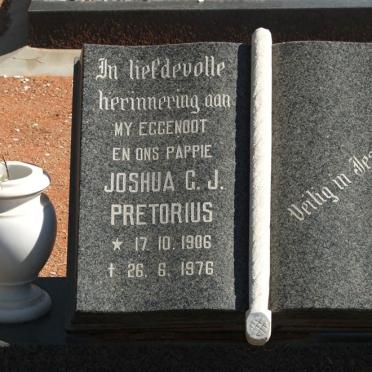 In liefdevolle
herinnering aan
MY EGGENOOT
EN ONS PAPPIE
JOSHUA G. J.
PRETORIUS
* 17. 10. 1906
† 26. 6. 1976
Veilig in